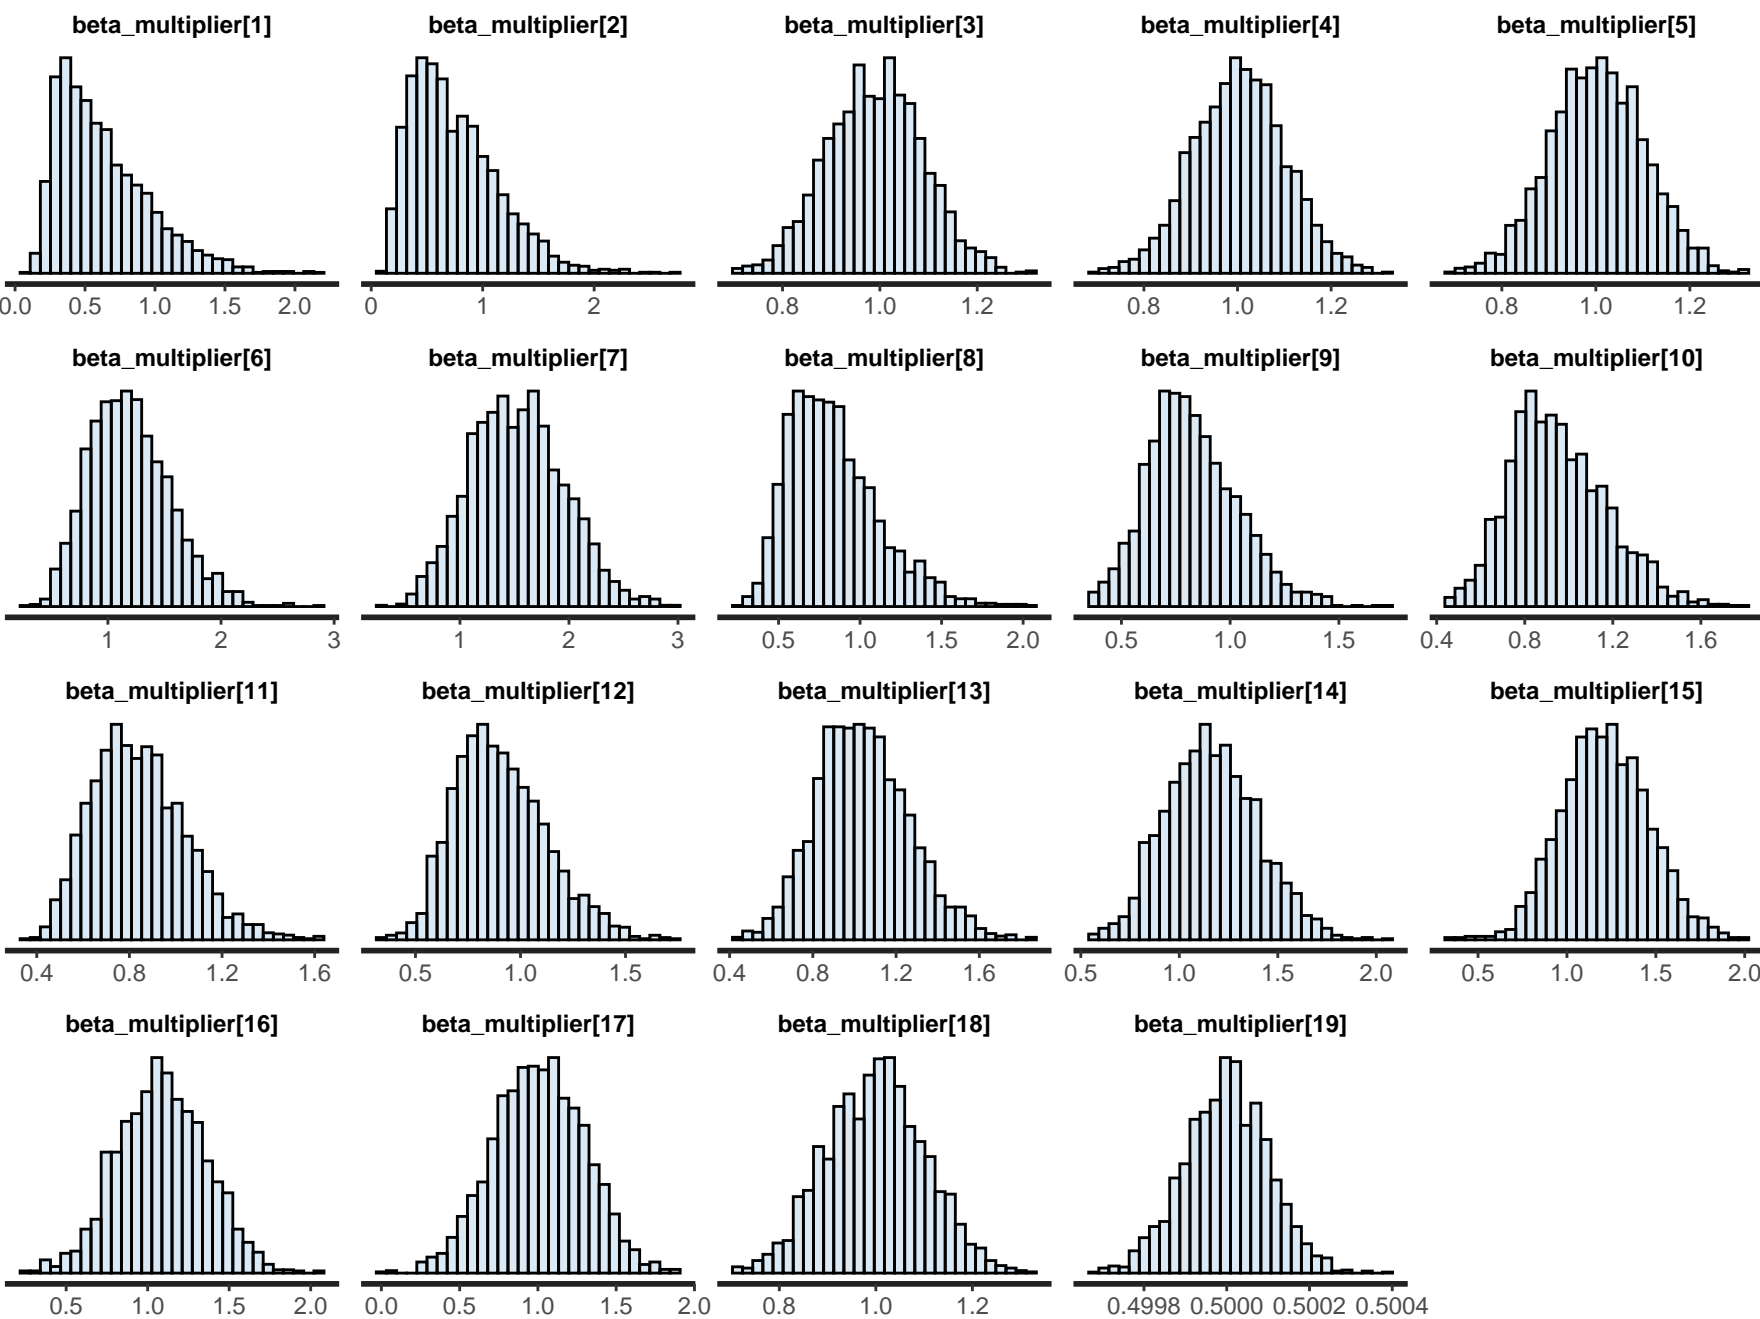 beta_multiplier[1] beta_multiplier[2] beta_multiplier[3] beta_multiplier[4] beta_multiplier[5]
0.0 0.5 1.0 1.5 2.0 0 1 2 0.8 1.0 1.2 0.8 1.0 1.2 0.8 1.0 1.2
beta_multiplier[6] beta_multiplier[7] beta_multiplier[8] beta_multiplier[9] beta_multiplier[10]
1 2 3 1 2 3 0.5 1.0 1.5 2.0 0.5 1.0 1.5 0.4 0.8 1.2 1.6
beta_multiplier[11] beta_multiplier[12] beta_multiplier[13] beta_multiplier[14] beta_multiplier[15]
0.4 0.8 1.2 1.6 0.5 1.0 1.5 0.4 0.8 1.2 1.6 0.5 1.0 1.5 2.0 0.5 1.0 1.5 2.0
beta_multiplier[16] beta_multiplier[17] beta_multiplier[18] beta_multiplier[19]
0.5 1.0 1.5 2.0 0.0 0.5 1.0 1.5 2.0 0.8 1.0 1.2 0.4998 0.5000 0.5002 0.5004